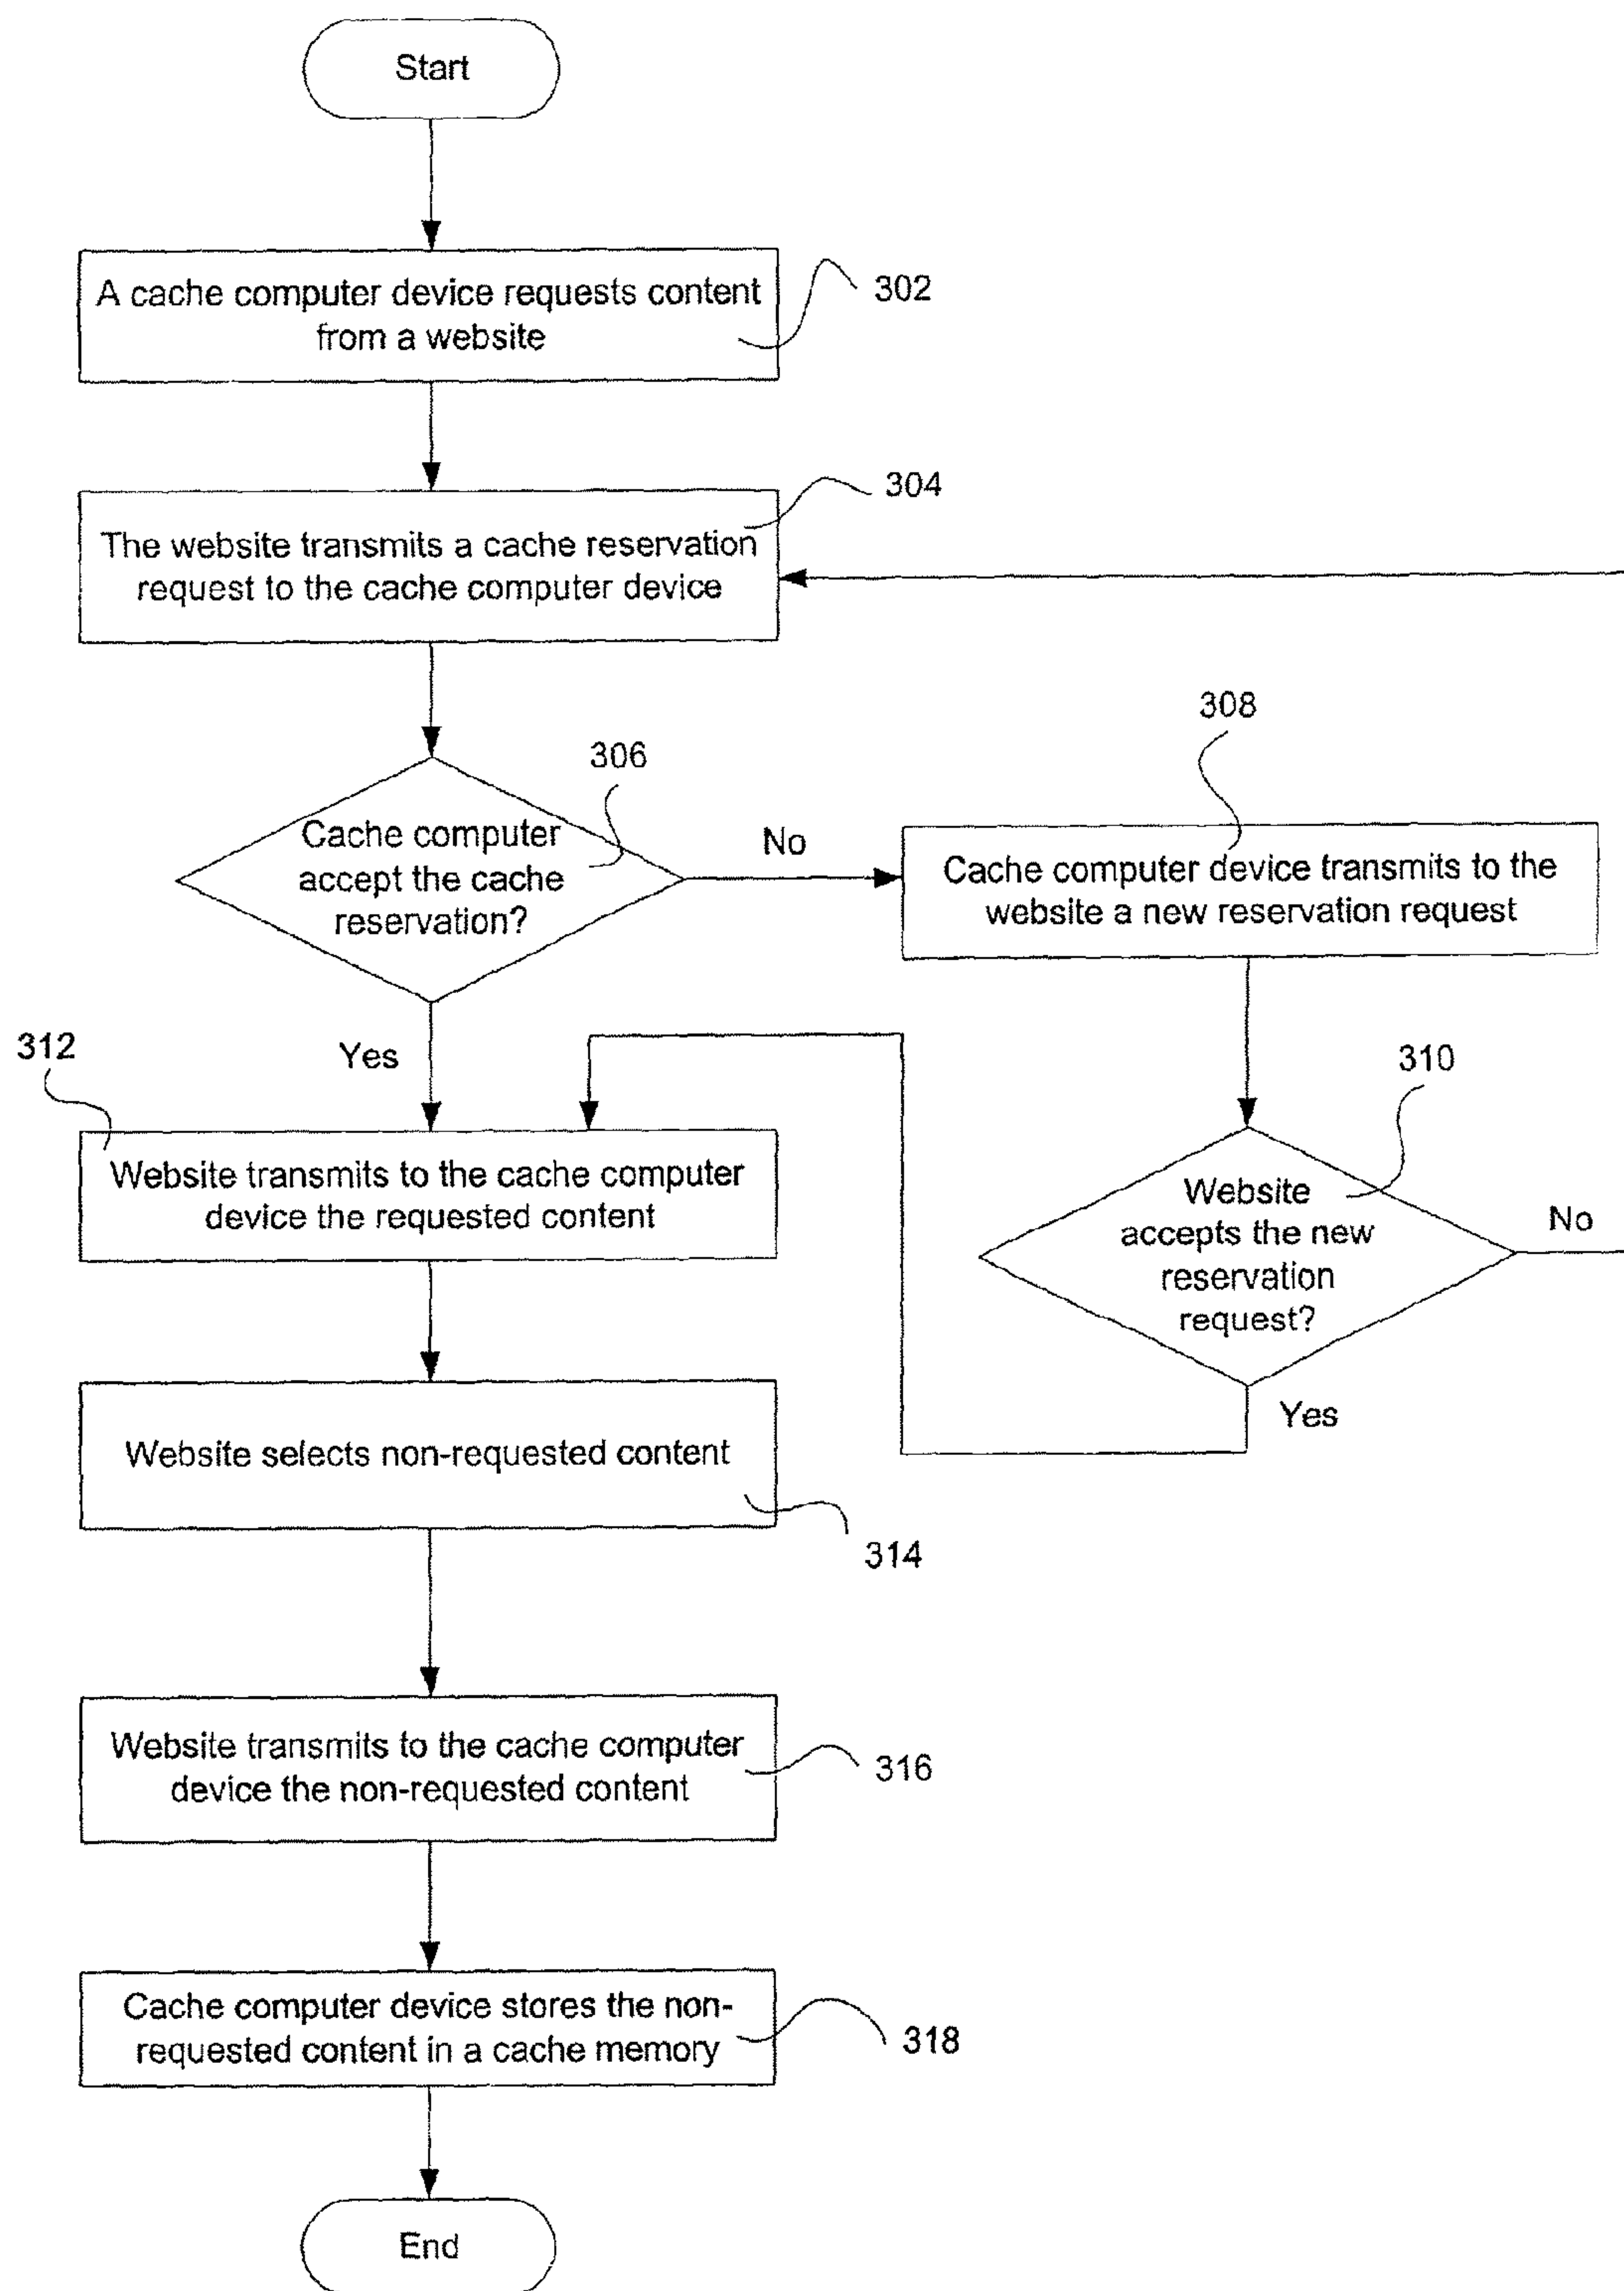 Start
A cache computer device requests content
from a website
302
304
The website transmits a cache reservation
request to the cache computer device
306
Cache computer
accept the cache
reservation?
No
308
Cache computer device transmits to the
website a new reservation request
Yes
312
Website transmits to the cache computer
device the requested content
310
Website
accepts the new
reservation
request?
No
Yes
Website selects non-requested content
314
Website transmits to the cache computer
device the non-requested content
316
Cache computer device stores the non-
requested content in a cache memory
318
End